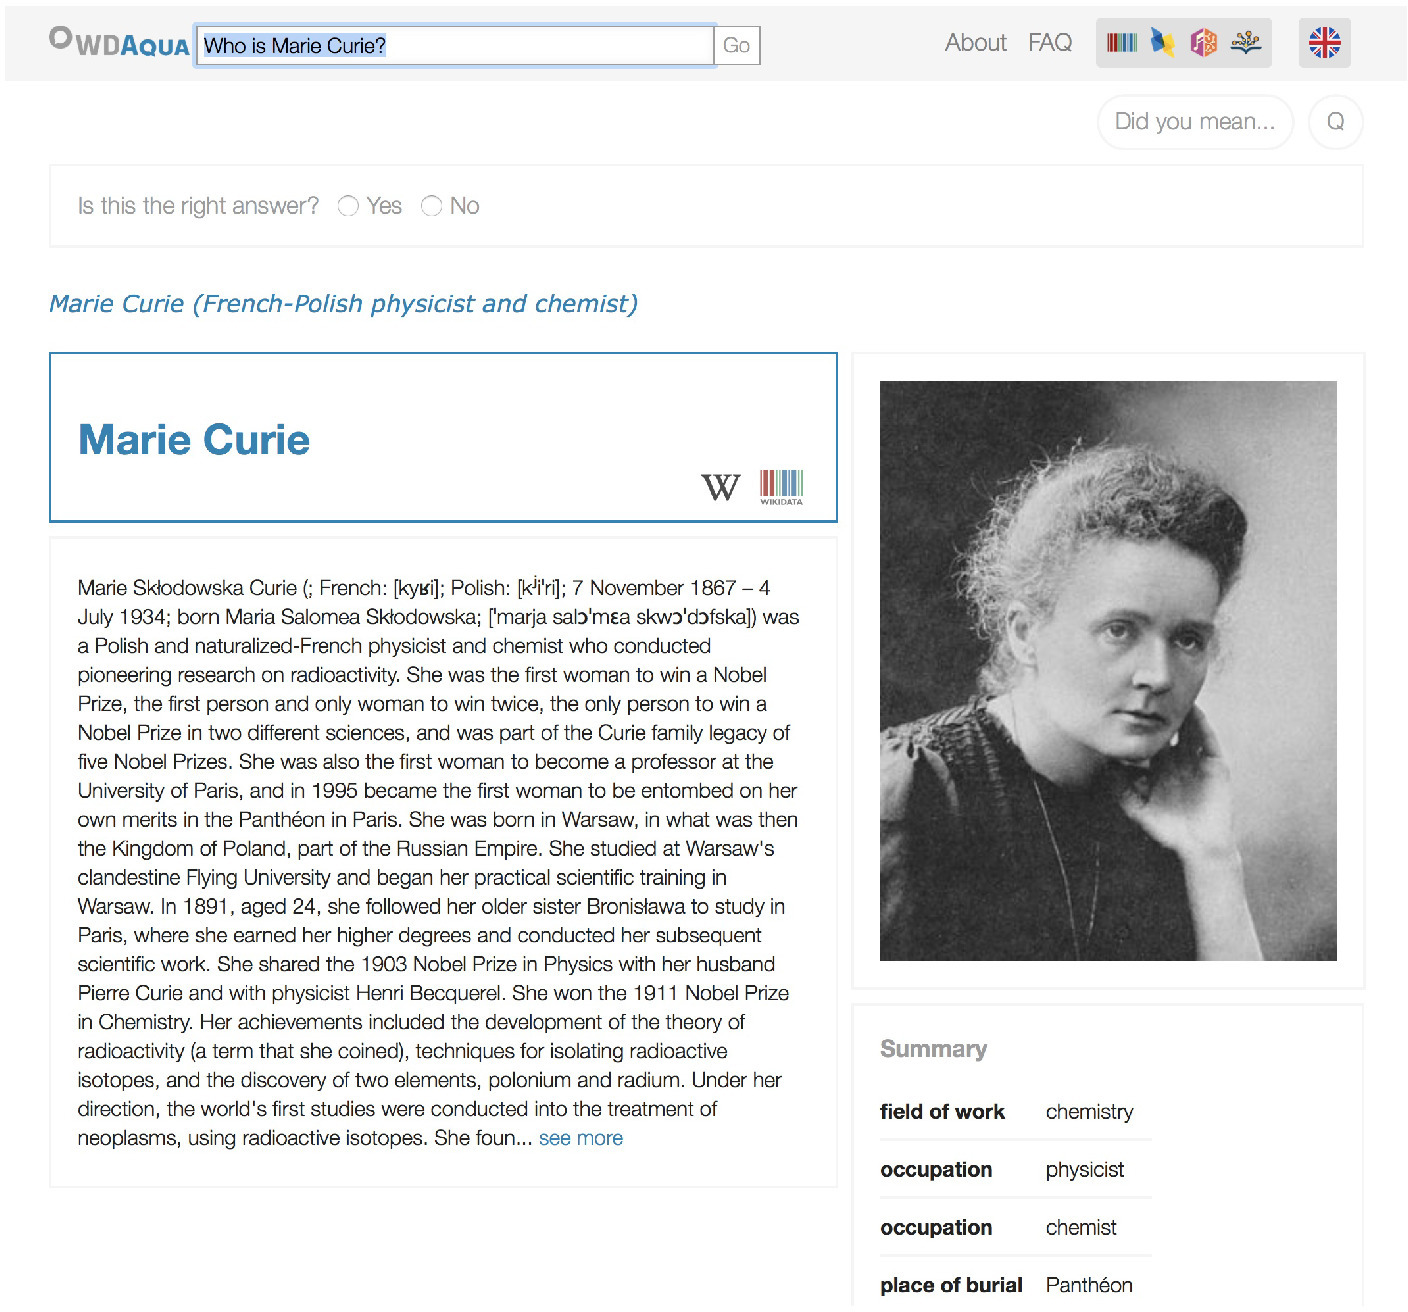 WDAQUA Who is Marie Curie? Go About FAQ
Did you mean... Q
Is this the right answer? Yes No
Marie Curie (French-Polish physicist and chemist)
Marie Curie
W WIKIDATA
Marie Skłodowska Curie (; French: [kyʁi]; Polish: [kʲi'ri]; 7 November 1867 – 4
July 1934; born Maria Salomea Skłodowska; ['marja salɔ'mɛa skwɔ'dɔfska]) was
a Polish and naturalized-French physicist and chemist who conducted
pioneering research on radioactivity. She was the first woman to win a Nobel
Prize, the first person and only woman to win twice, the only person to win a
Nobel Prize in two different sciences, and was part of the Curie family legacy of
five Nobel Prizes. She was also the first woman to become a professor at the
University of Paris, and in 1995 became the first woman to be entombed on her
own merits in the Panthéon in Paris. She was born in Warsaw, in what was then
the Kingdom of Poland, part of the Russian Empire. She studied at Warsaw's
clandestine Flying University and began her practical scientific training in
Warsaw. In 1891, aged 24, she followed her older sister Bronisława to study in
Paris, where she earned her higher degrees and conducted her subsequent
scientific work. She shared the 1903 Nobel Prize in Physics with her husband
Pierre Curie and with physicist Henri Becquerel. She won the 1911 Nobel Prize
in Chemistry. Her achievements included the development of the theory of
radioactivity (a term that she coined), techniques for isolating radioactive
isotopes, and the discovery of two elements, polonium and radium. Under her
direction, the world's first studies were conducted into the treatment of
neoplasms, using radioactive isotopes. She foun... see more
Summary
field of work chemistry
occupation physicist
occupation chemist
place of burial Panthéon